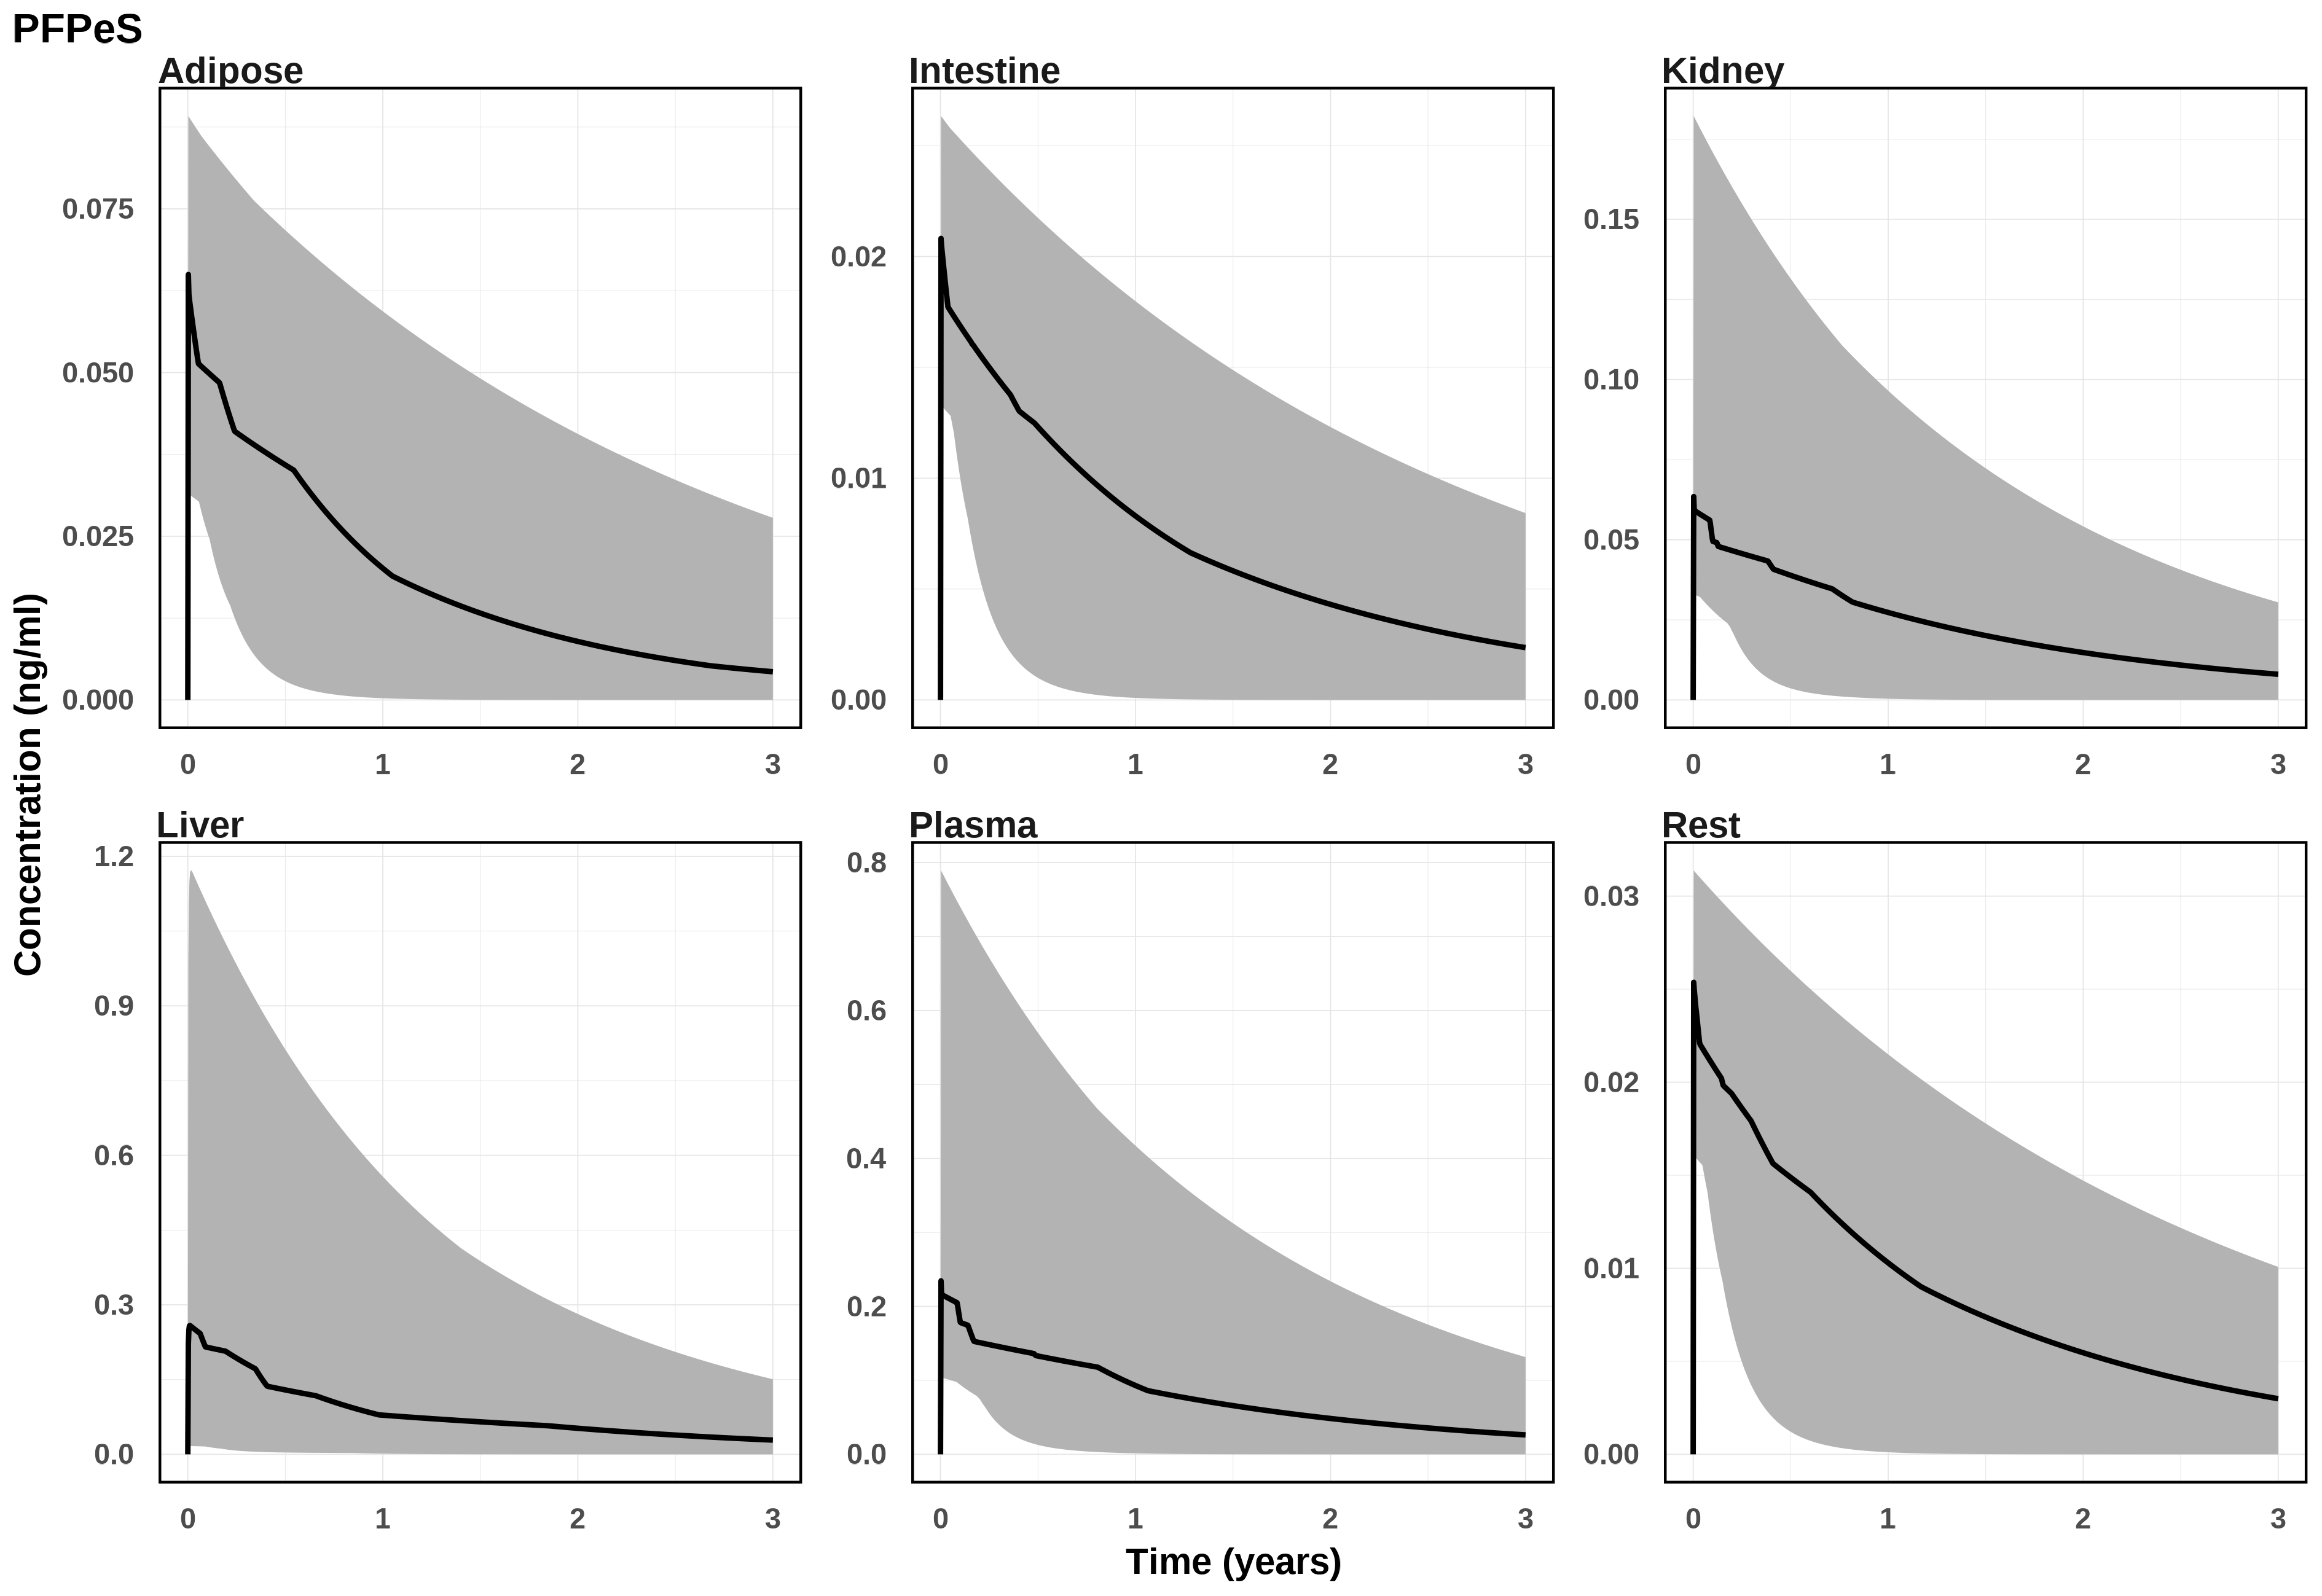 PFPeS
Adipose
Intestine
Kidney
0.075
0.050
0.025
0.000
0.02
0.01
0.00
0.15
0.10
0.05
0.00
0 1 2 3
0 1 2 3
0 1 2 3
Concentration (ng/ml)
Liver
Plasma
Rest
1.2
0.9
0.6
0.3
0.0
0.8
0.6
0.4
0.2
0.0
0.03
0.02
0.01
0.00
0 1 2 3
0 1 2 3
0 1 2 3
Time (years)